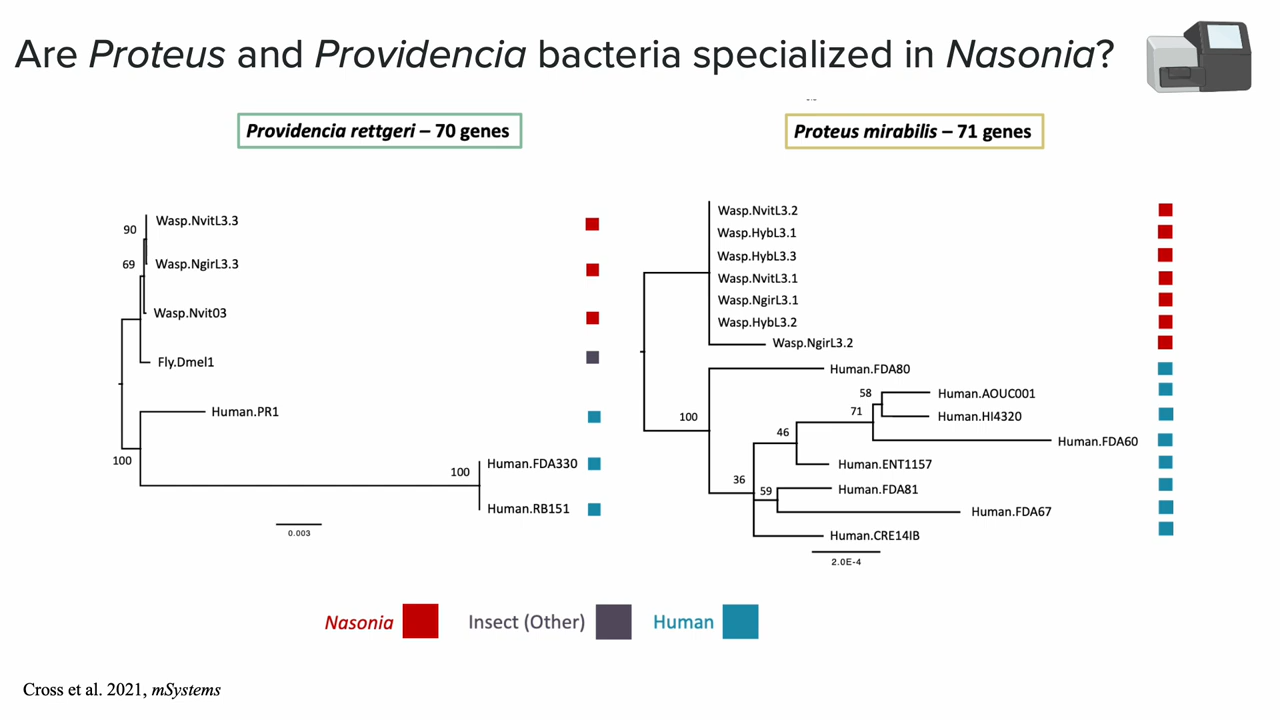 Are Proteus and Providencia bacteria specialized in Nasonia?
Providencia rettgeri – 70 genes
90
Wasp.NvitL3.3
69
Wasp.NgirL3.3
Wasp.Nvit03
Fly.Dmel1
Human.PR1
100
100
Human.FDA330
Human.RB151
0.003
Proteus mirabilis – 71 genes
Wasp.NvitL3.2
Wasp.HybL3.1
Wasp.HybL3.3
Wasp.NvitL3.1
Wasp.NgirL3.1
Wasp.HybL3.2
Wasp.NgirL3.2
Human.FDA80
58
Human.AOUC001
71
Human.HI4320
100
46
Human.FDA60
Human.ENT1157
36
59
Human.FDA81
Human.FDA67
Human.CRE14IB
2.0E-4
Nasonia
Insect (Other)
Human
Cross et al. 2021, mSystems